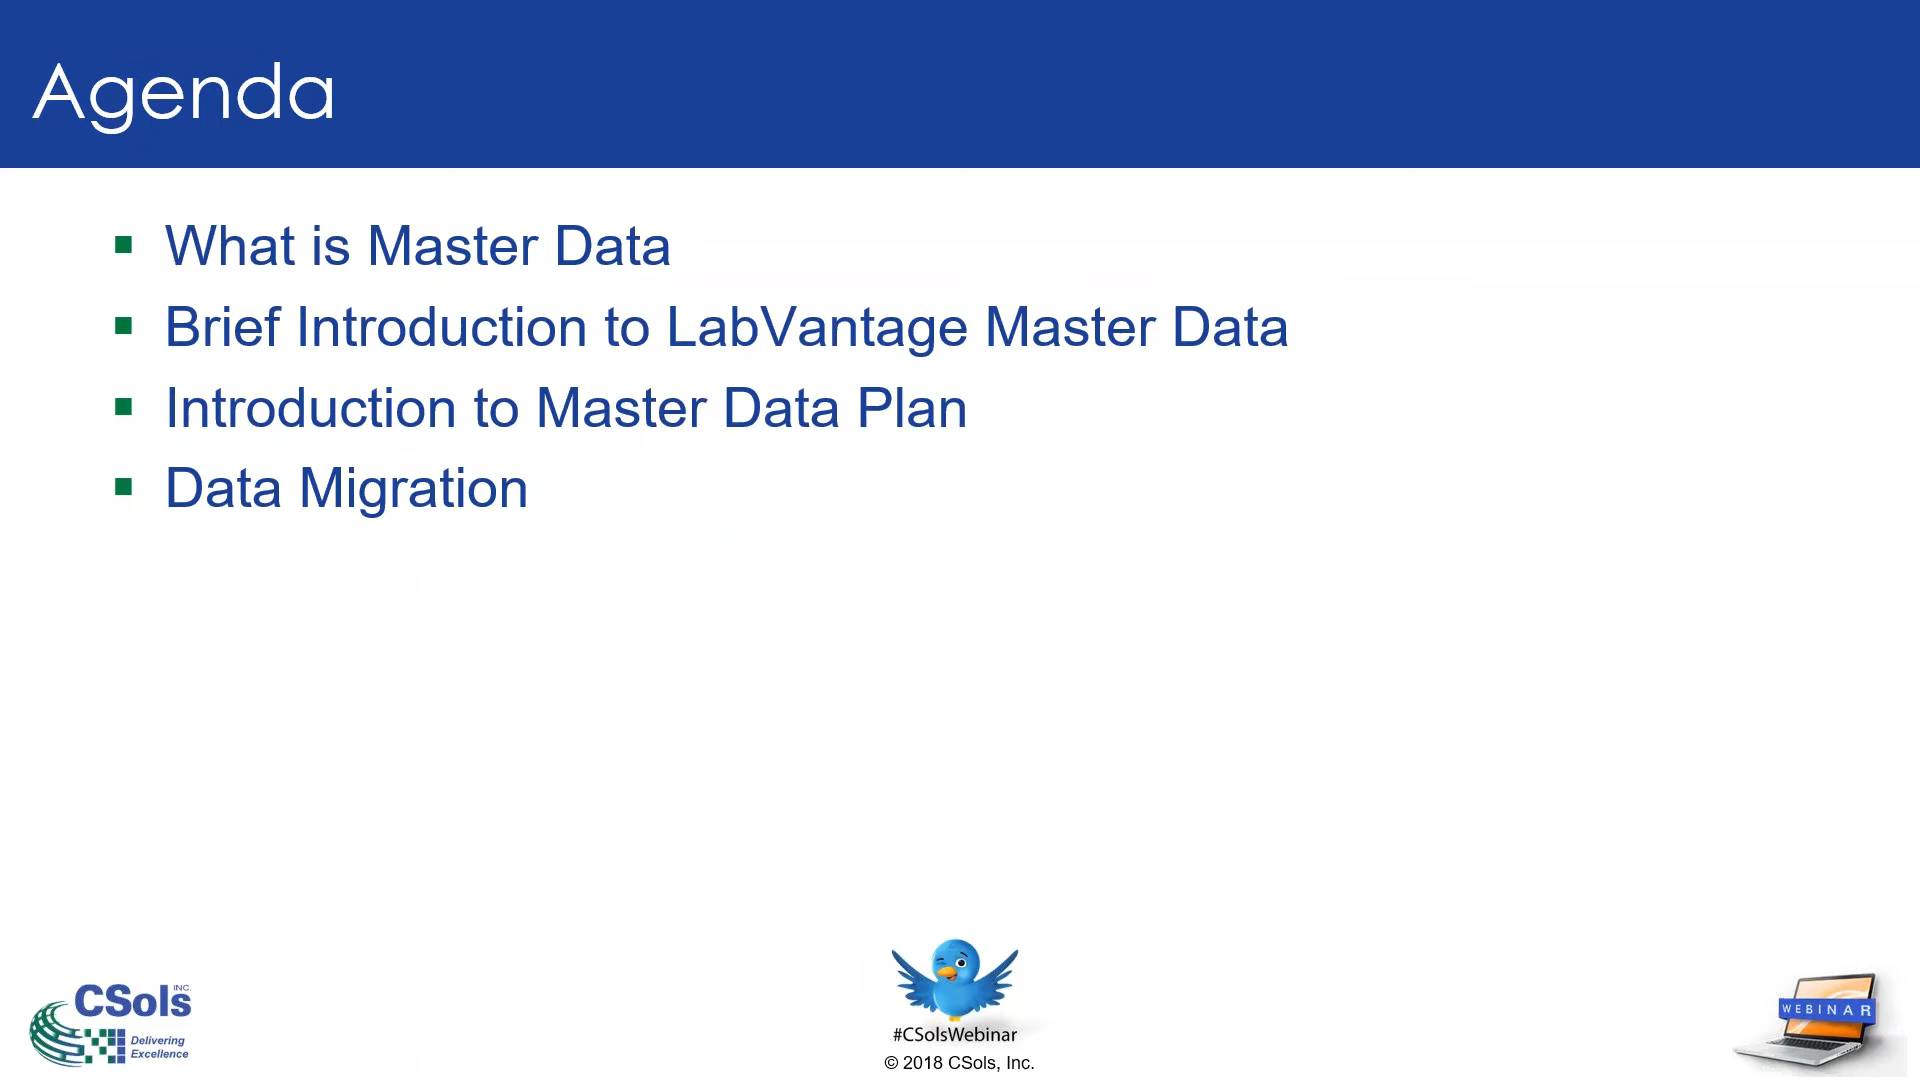 Agenda
What is Master Data
Brief Introduction to LabVantage Master Data
Introduction to Master Data Plan
Data Migration
CSols INC.
Delivering
Excellence
#CSolsWebinar
© 2018 CSols, Inc.
WEBINAR